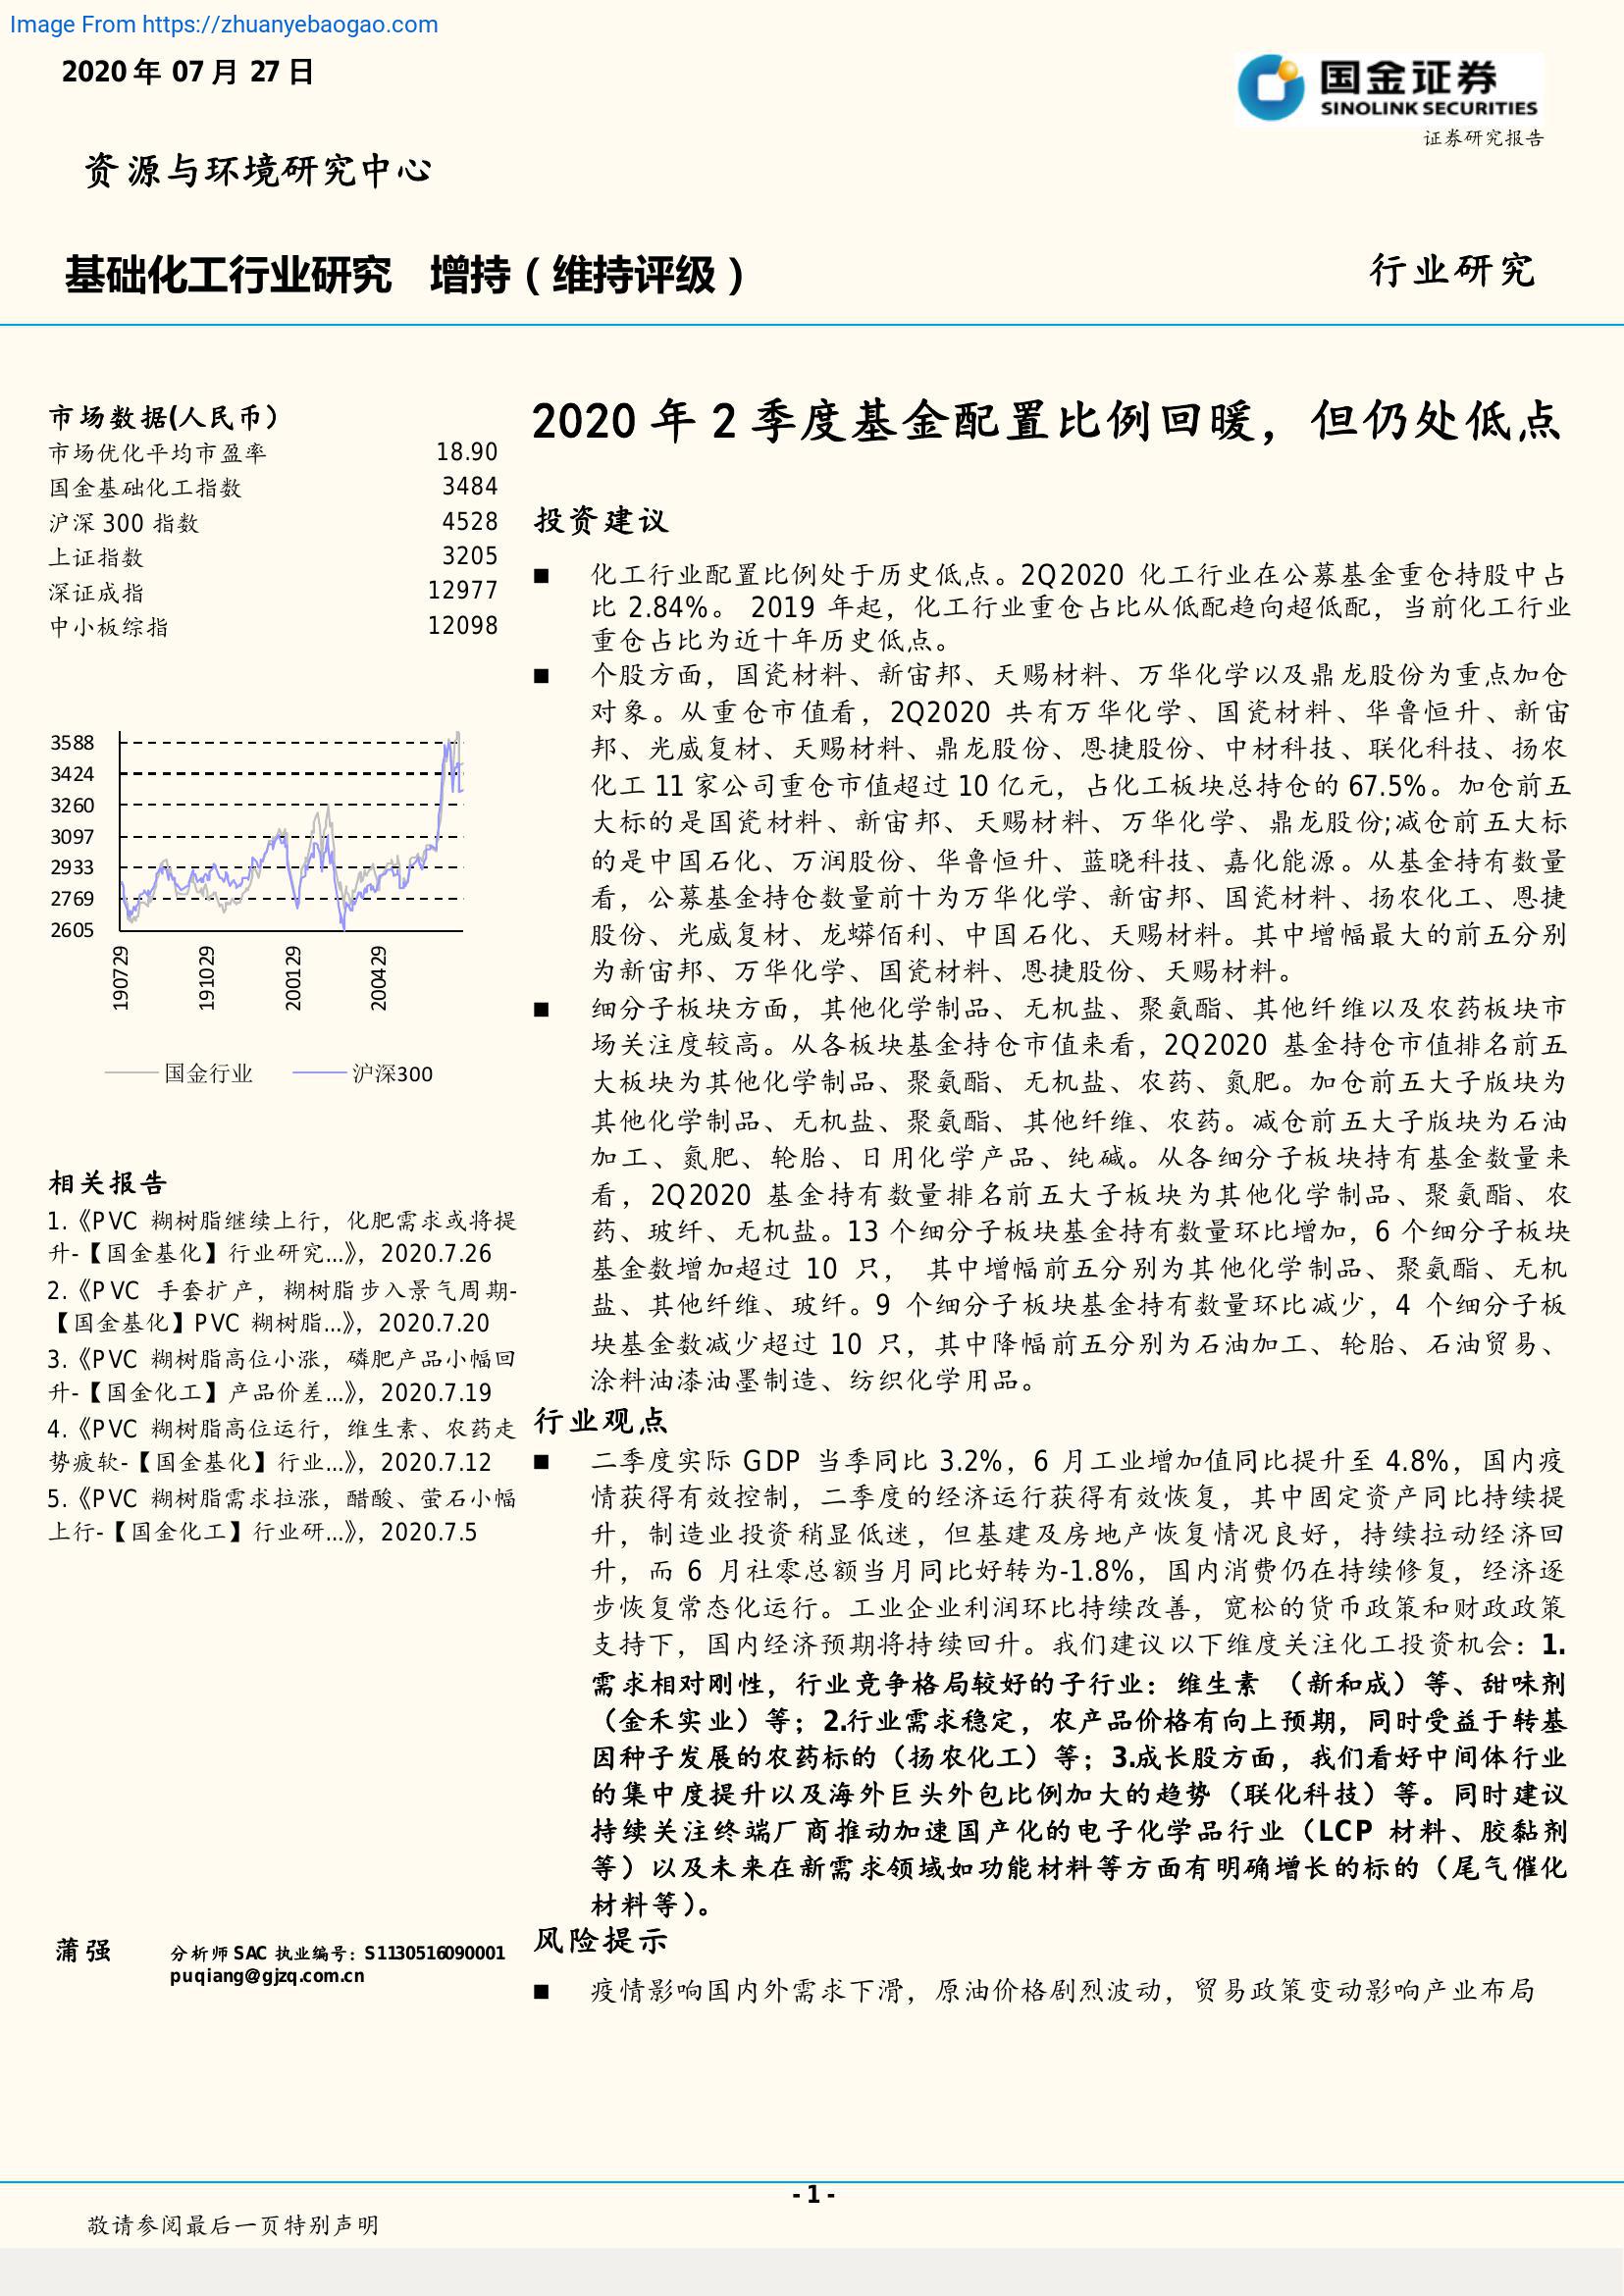 Image From https://zhuanyebaogao.com
2020 年 07 月 27 日
国金证券
SINOLINK SECURITIES
证券研究报告
资源与环境研究中心
基础化工行业研究 增持（维持评级）
行业研究
市场数据(人民币）
市场优化平均市盈率 18.90
国金基础化工指数 3484
沪深 300 指数 4528
上证指数 3205
深证成指 12977
中小板综指 12098
3588
3424
3260
3097
2933
2769
2605
190729
191029
200129
200429
国金行业 沪深300
相关报告
1.《PVC 糊树脂继续上行，化肥需求或将提
升-【国金基化】行业研究...》，2020.7.26
2.《PVC 手套扩产，糊树脂步入景气周期-
【国金基化】PVC 糊树脂...》，2020.7.20
3.《PVC 糊树脂高位小涨，磷肥产品小幅回
升-【国金化工】产品价差...》，2020.7.19
4.《PVC 糊树脂高位运行，维生素、农药走
势疲软-【国金基化】行业...》，2020.7.12
5.《PVC 糊树脂需求拉涨，醋酸、萤石小幅
上行-【国金化工】行业研...》，2020.7.5
蒲强
分析师 SAC 执业编号：S1130516090001
puqiang@gjzq.com.cn
2020 年 2 季度基金配置比例回暖，但仍处低点
投资建议
■ 化工行业配置比例处于历史低点。2Q2020 化工行业在公募基金重仓持股中占
比 2.84%。 2019 年起，化工行业重仓占比从低配趋向超低配，当前化工行业
重仓占比为近十年历史低点。
■ 个股方面，国瓷材料、新宙邦、天赐材料、万华化学以及鼎龙股份为重点加仓
对象。从重仓市值看，2Q2020 共有万华化学、国瓷材料、华鲁恒升、新宙
邦、光威复材、天赐材料、鼎龙股份、恩捷股份、中材科技、联化科技、扬农
化工 11 家公司重仓市值超过 10 亿元，占化工板块总持仓的 67.5%。加仓前五
大标的是国瓷材料、新宙邦、天赐材料、万华化学、鼎龙股份;减仓前五大标
的是中国石化、万润股份、华鲁恒升、蓝晓科技、嘉化能源。从基金持有数量
看，公募基金持仓数量前十为万华化学、新宙邦、国瓷材料、扬农化工、恩捷
股份、光威复材、龙蟒佰利、中国石化、天赐材料。其中增幅最大的前五分别
为新宙邦、万华化学、国瓷材料、恩捷股份、天赐材料。
■ 细分子板块方面，其他化学制品、无机盐、聚氨酯、其他纤维以及农药板块市
场关注度较高。从各板块基金持仓市值来看，2Q2020 基金持仓市值排名前五
大板块为其他化学制品、聚氨酯、无机盐、农药、氮肥。加仓前五大子版块为
其他化学制品、无机盐、聚氨酯、其他纤维、农药。减仓前五大子版块为石油
加工、氮肥、轮胎、日用化学产品、纯碱。从各细分子板块持有基金数量来
看，2Q2020 基金持有数量排名前五大子板块为其他化学制品、聚氨酯、农
药、玻纤、无机盐。13 个细分子板块基金持有数量环比增加，6 个细分子板块
基金数增加超过 10 只， 其中增幅前五分别为其他化学制品、聚氨酯、无机
盐、其他纤维、玻纤。9 个细分子板块基金持有数量环比减少，4 个细分子板
块基金数减少超过 10 只，其中降幅前五分别为石油加工、轮胎、石油贸易、
涂料油漆油墨制造、纺织化学用品。
行业观点
■ 二季度实际 GDP 当季同比 3.2%，6 月工业增加值同比提升至 4.8%，国内疫
情获得有效控制，二季度的经济运行获得有效恢复，其中固定资产同比持续提
升，制造业投资稍显低迷，但基建及房地产恢复情况良好，持续拉动经济回
升，而 6 月社零总额当月同比好转为-1.8%，国内消费仍在持续修复，经济逐
步恢复常态化运行。工业企业利润环比持续改善，宽松的货币政策和财政政策
支持下，国内经济预期将持续回升。我们建议以下维度关注化工投资机会：1.
需求相对刚性，行业竞争格局较好的子行业：维生素 （新和成）等、甜味剂
（金禾实业）等；2.行业需求稳定，农产品价格有向上预期，同时受益于转基
因种子发展的农药标的（扬农化工）等；3.成长股方面，我们看好中间体行业
的集中度提升以及海外巨头外包比例加大的趋势（联化科技）等。同时建议
持续关注终端厂商推动加速国产化的电子化学品行业（LCP 材料、胶黏剂
等）以及未来在新需求领域如功能材料等方面有明确增长的标的（尾气催化
材料等）。
风险提示
■ 疫情影响国内外需求下滑，原油价格剧烈波动，贸易政策变动影响产业布局
- 1 -
敬请参阅最后一页特别声明